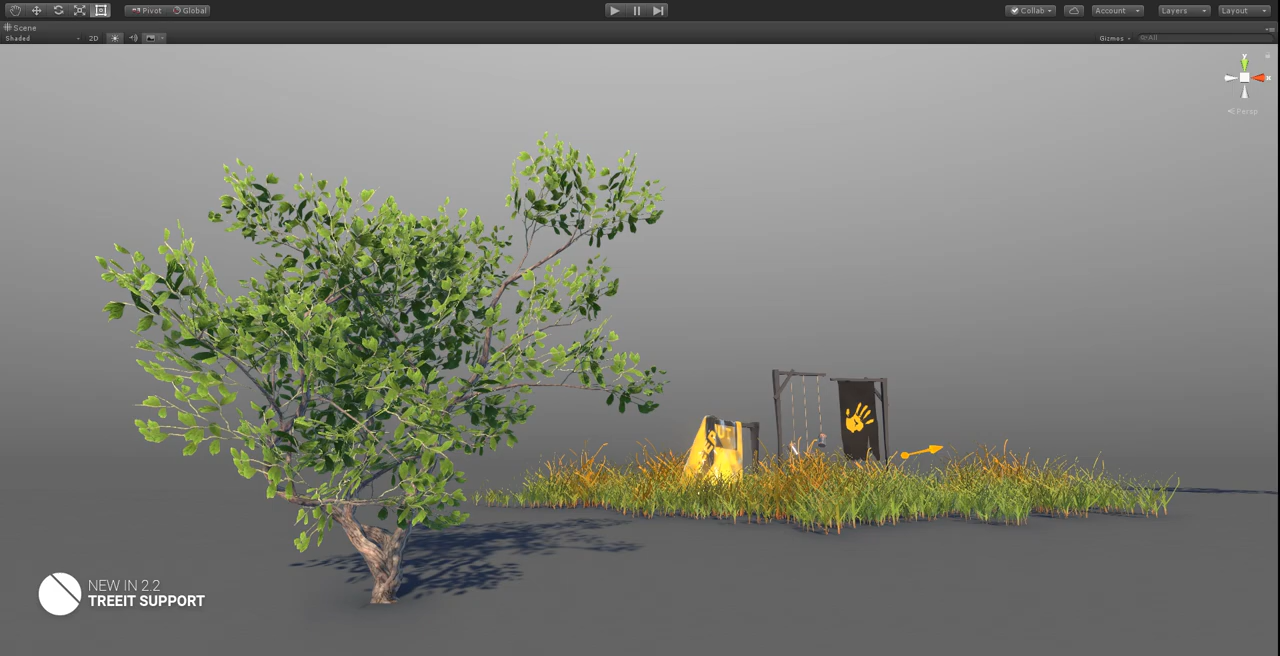 Pivot Global
Collab
Account
Layers
Layout
Scene
Shaded
2D
Gizmos
All
y
x
Persp
NEW IN 2.2
TREEIT SUPPORT